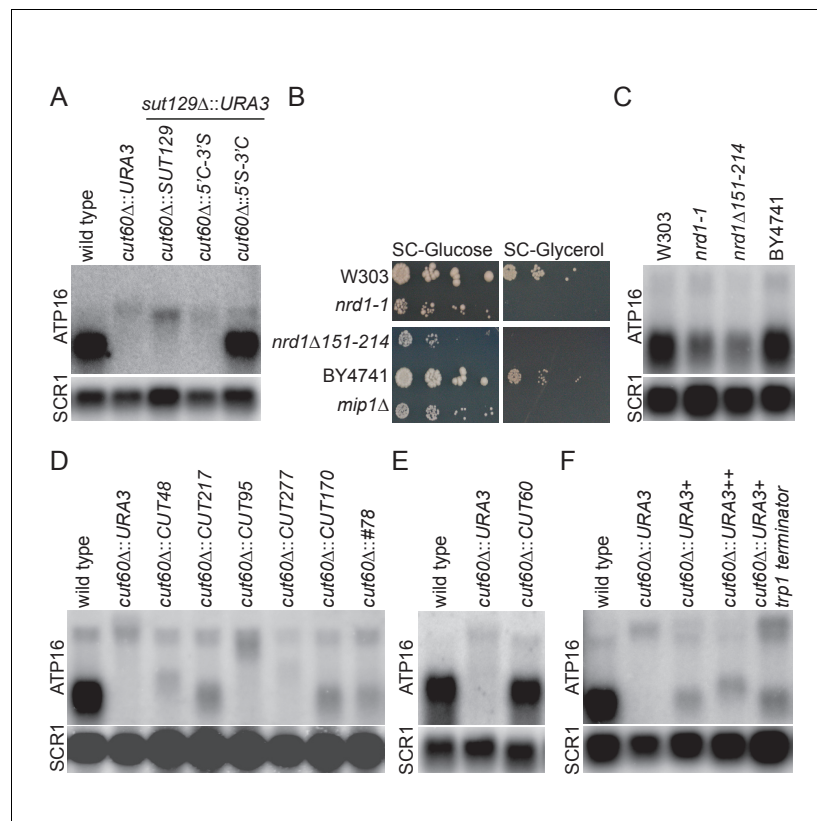 A
sut129Δ::URA3
wild type
cut60Δ::URA3
cut60Δ::SUT129
cut60Δ::5'C-3'S
cut60Δ::5'S-3'C
ATP16
SCR1
B
SC-Glucose SC-Glycerol
W303
nrd1-1
nrd1Δ151-214
BY4741
mip1Δ
C
W303
nrd1-1
nrd1Δ151-214
BY4741
ATP16
SCR1
D
wild type
cut60Δ::URA3
cut60Δ::CUT48
cut60Δ::CUT217
cut60Δ::CUT95
cut60Δ::CUT277
cut60Δ::CUT170
cut60Δ::#78
ATP16
SCR1
E
wild type
cut60Δ::URA3
cut60Δ::CUT60
ATP16
SCR1
F
wild type
cut60Δ::URA3
cut60Δ::URA3+
cut60Δ::URA3++
cut60Δ::URA3+
trp1 terminator
ATP16
SCR1